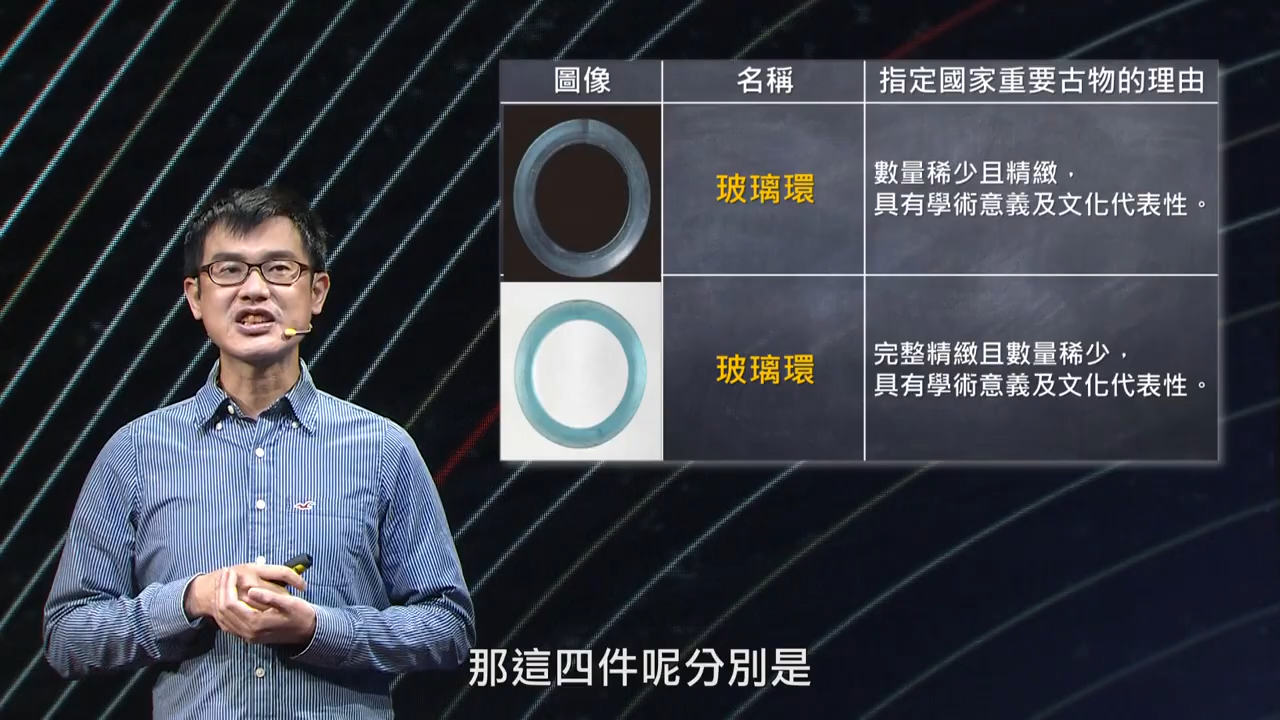 圖像
名稱
指定國家重要古物的理由
玻璃環
數量稀少且精緻，
具有學術意義及文化代表性。
玻璃環
完整精緻且數量稀少，
具有學術意義及文化代表性。
那這四件呢分別是